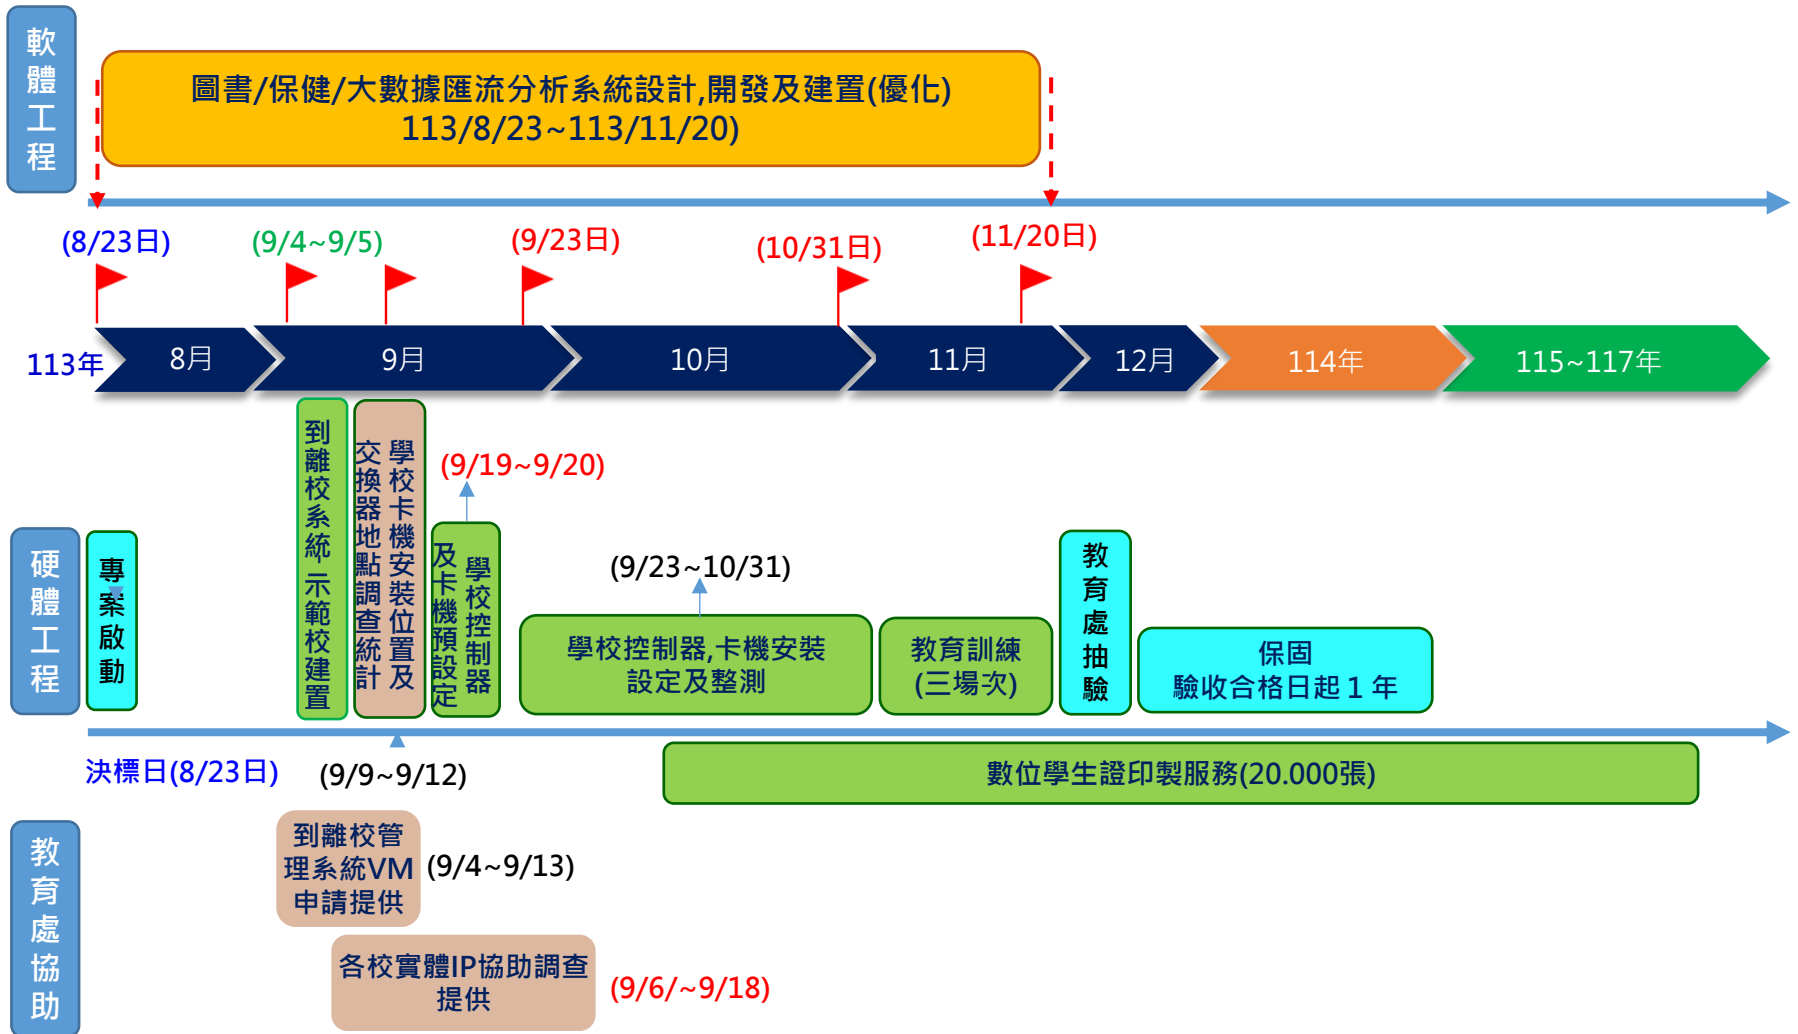 軟體工程
圖書/保健/大數據匯流分析系統設計,開發及建置(優化)
113/8/23~113/11/20)
(8/23日)
(9/4~9/5)
(9/23日)
(10/31日)
(11/20日)
113年
8月
9月
10月
11月
12月
114年
115~117年
硬體工程
專案啟動
到離校系統-示範校建置
學校卡機安裝位置及
交換器地點調查統計
(9/19~9/20)
學校控制器
及卡機預設定
(9/23~10/31)
學校控制器,卡機安裝
設定及整測
教育訓練
(三場次)
教育處抽驗
保固
驗收合格日起 1 年
決標日(8/23日)
(9/9~9/12)
數位學生證印製服務(20.000張)
教育處協助
到離校管
理系統VM
申請提供
(9/4~9/13)
各校實體IP協助調查
提供
(9/6/~9/18)